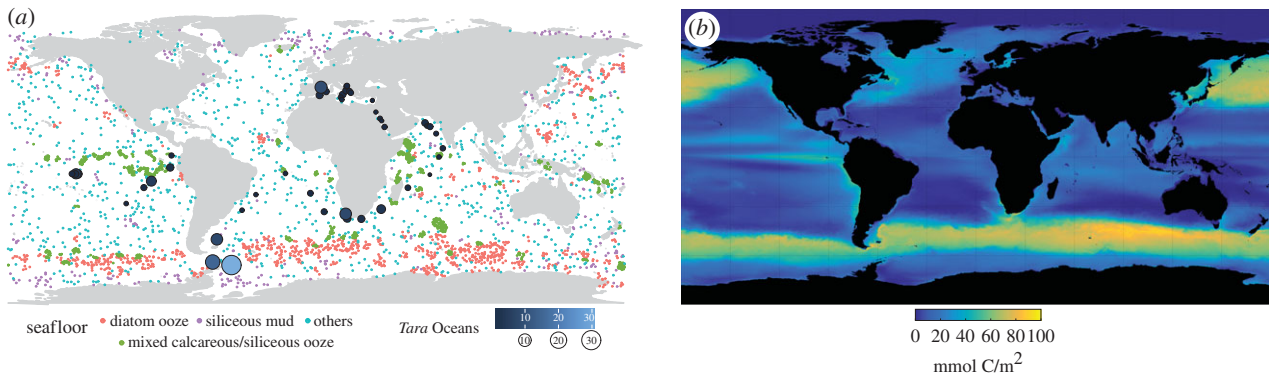 (a)
(b)
seafloor
diatom ooze
siliceous mud
others
mixed calcareous/siliceous ooze
Tara Oceans
10 20 30
10 20 30
0 20 40 60 80 100
mmol C/m²